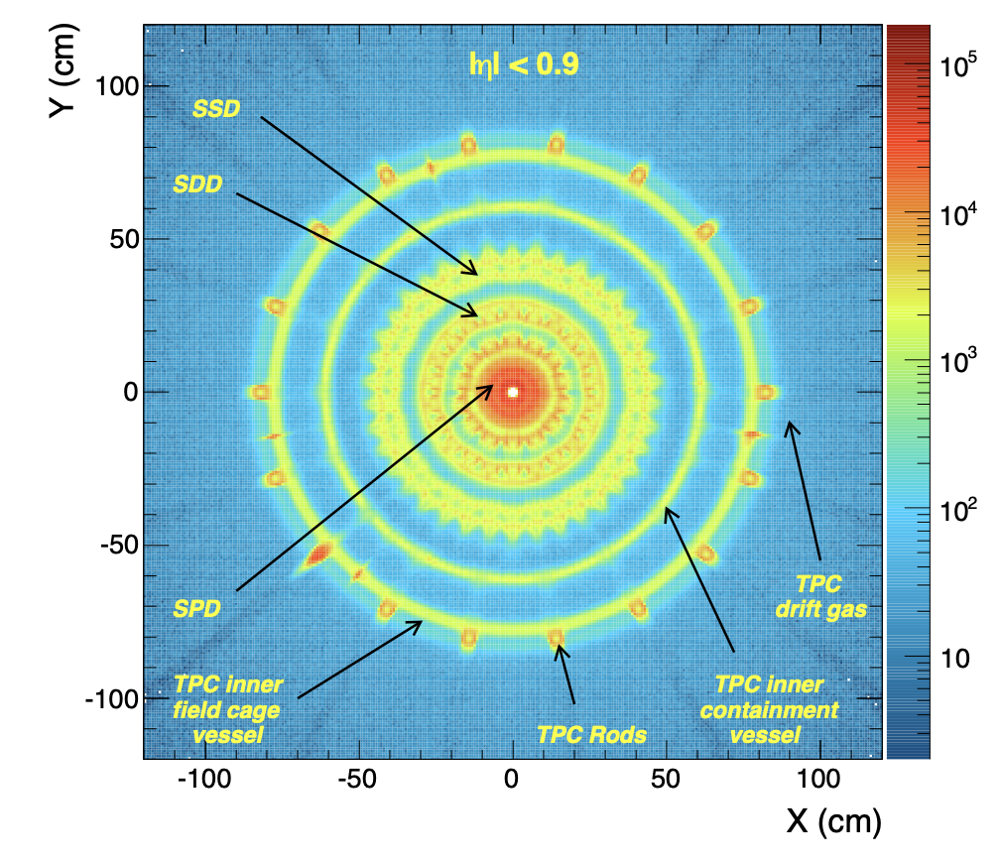 |η| < 0.9
Y (cm)
100
50
0
-50
-100
SSD
SDD
SPD
TPC inner
field cage
vessel
TPC Rods
TPC inner
containment
vessel
TPC
drift gas
-100
-50
0
50
100
X (cm)
10⁵
10⁴
10³
10²
10